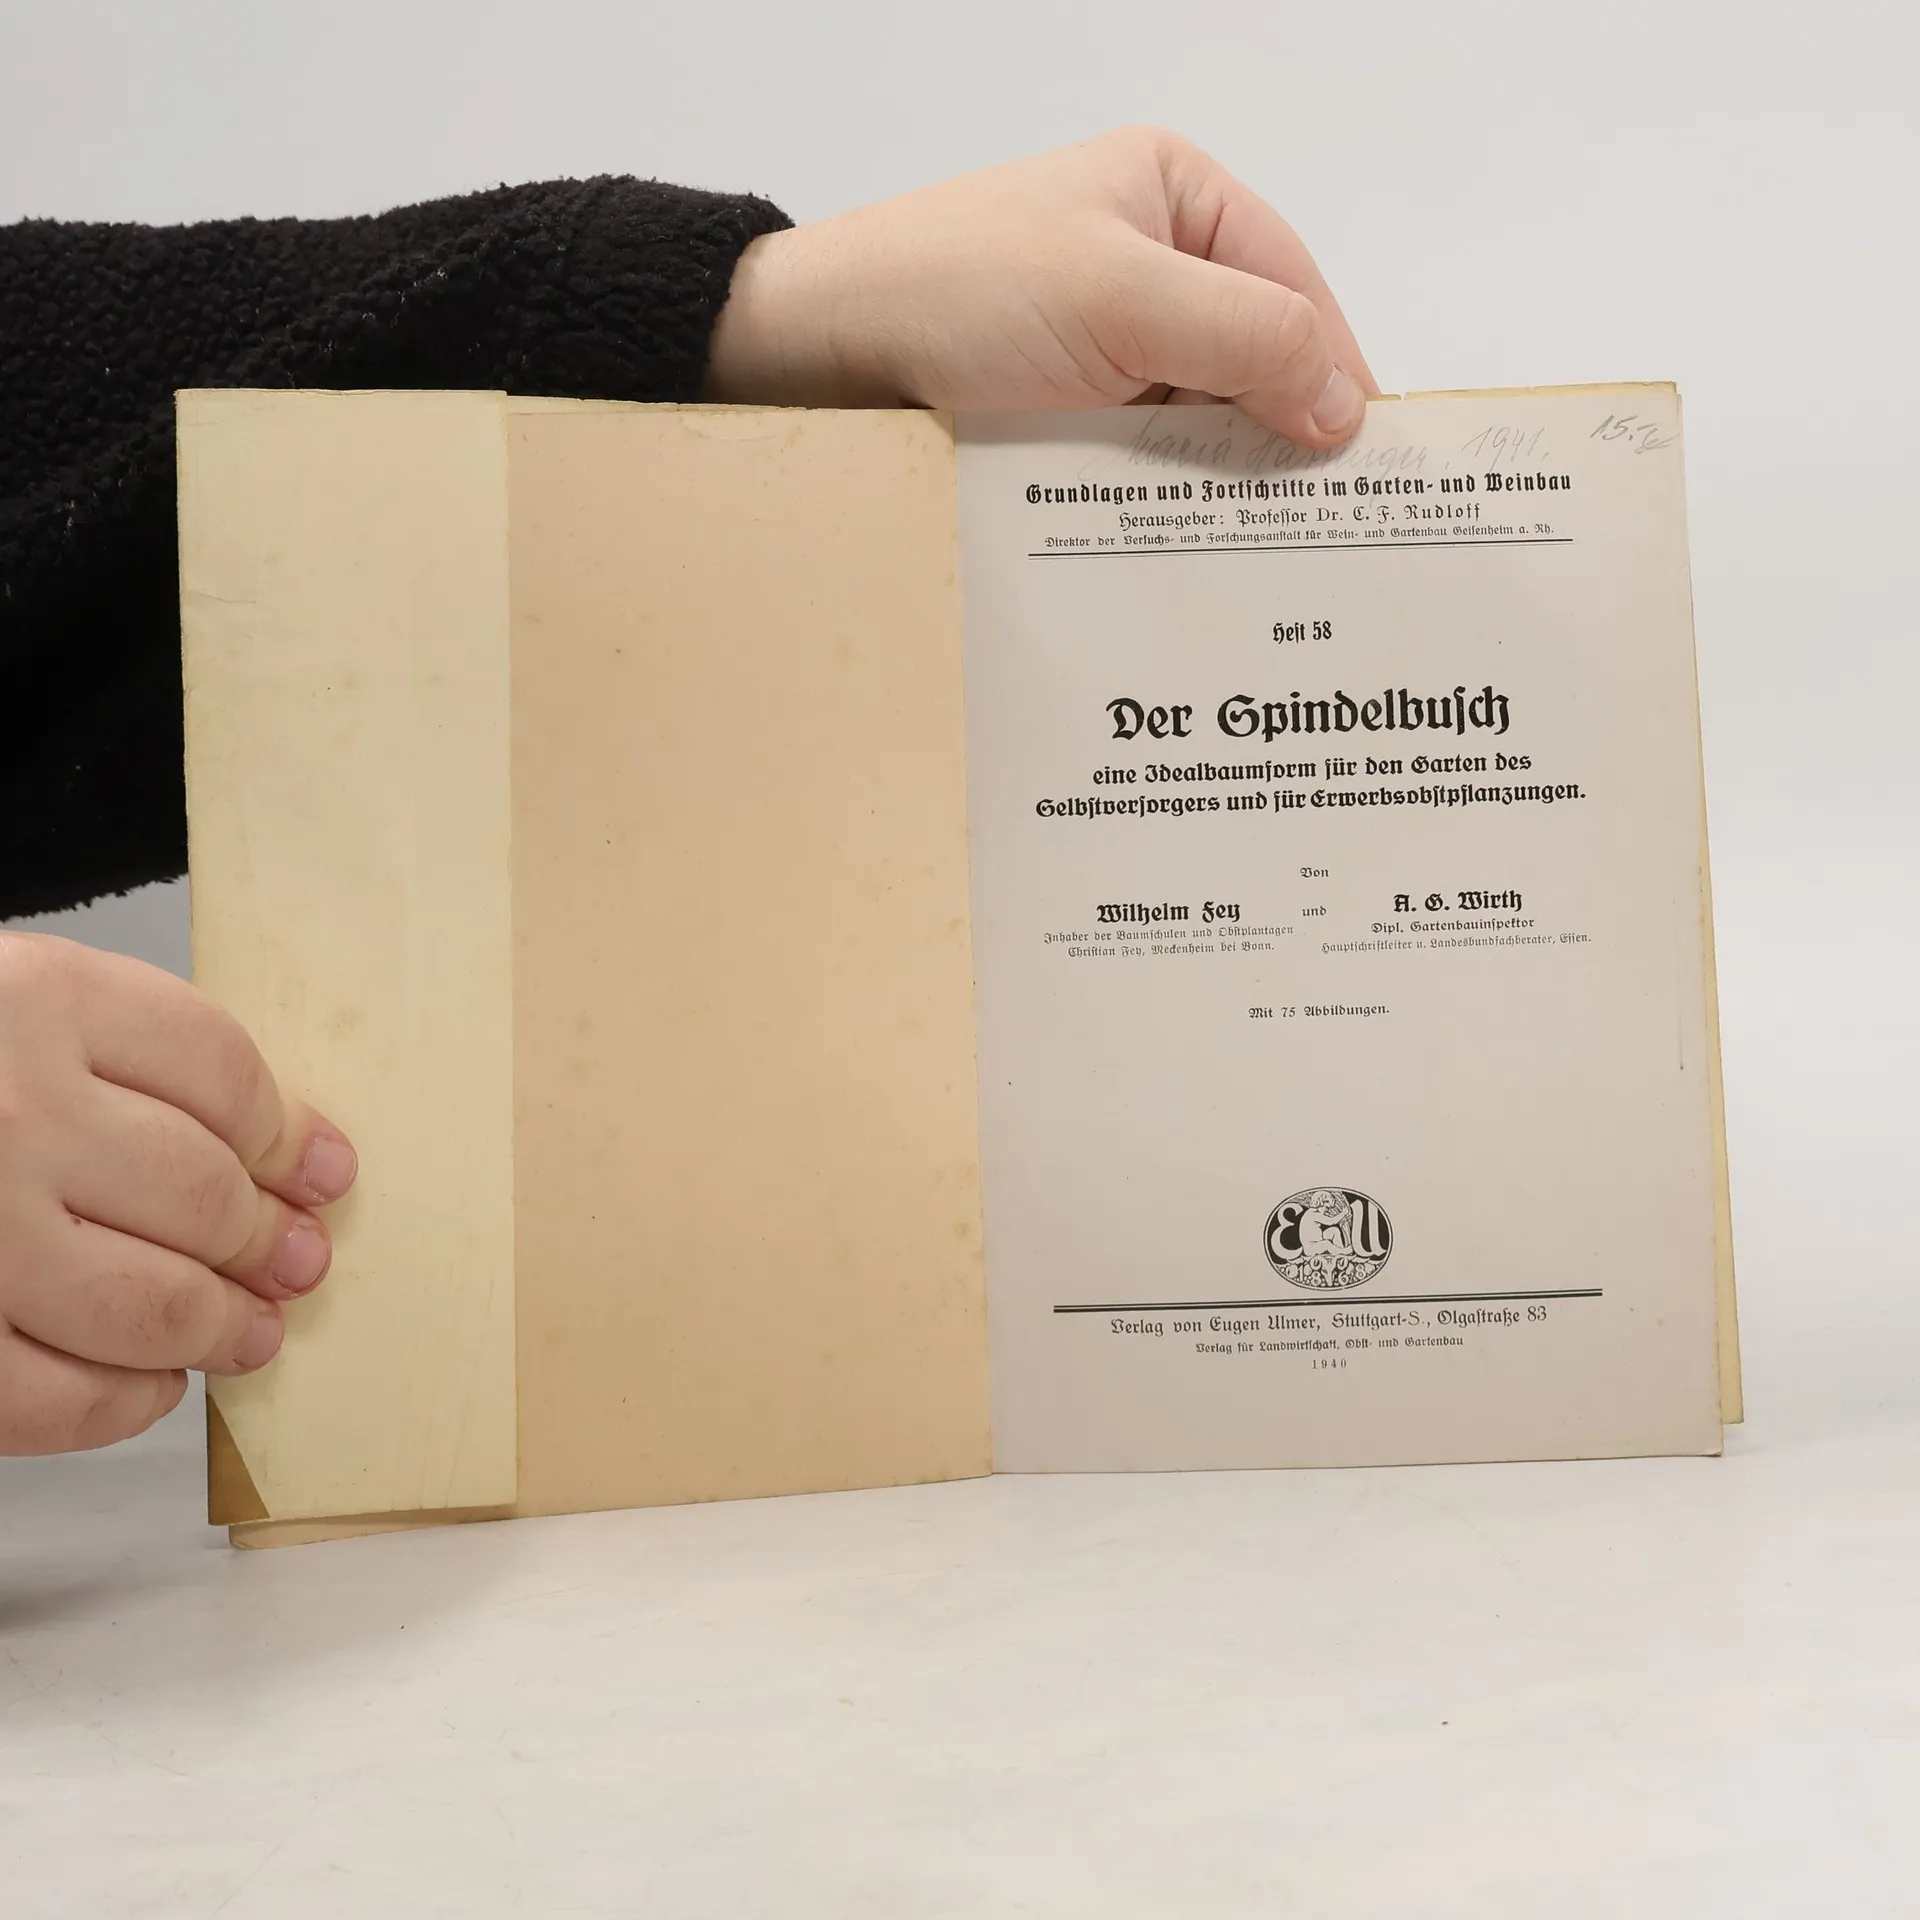 Maria 1941.
15.-
Grundlagen und Fortschritte im Garten- und Weinbau
Herausgeber: Professor Dr. C. F. Rudloff
Direktor der Versuchs- und Forschungsanstalt für Wein- und Gartenbau Geisenheim a. Rh.
Heft 58
Der Spindelbusch
eine Idealbaumform für den Garten des
Selbstversorgers und für Erwerbsobstpflanzungen.
Von
Wilhelm Fey und A. G. Wirth
Inhaber der Baumschulen und Obstplantagen
Christian Fey, Meckenheim bei Bonn.
Dipl. Gartenbauinspektor
Hauptschriftleiter u. Landesbundfachberater, Essen.
Mit 75 Abbildungen.
E U
Verlag von Eugen Ulmer, Stuttgart-S., Olgastraße 83
Verlag für Landwirtschaft, Obst- und Gartenbau
1940